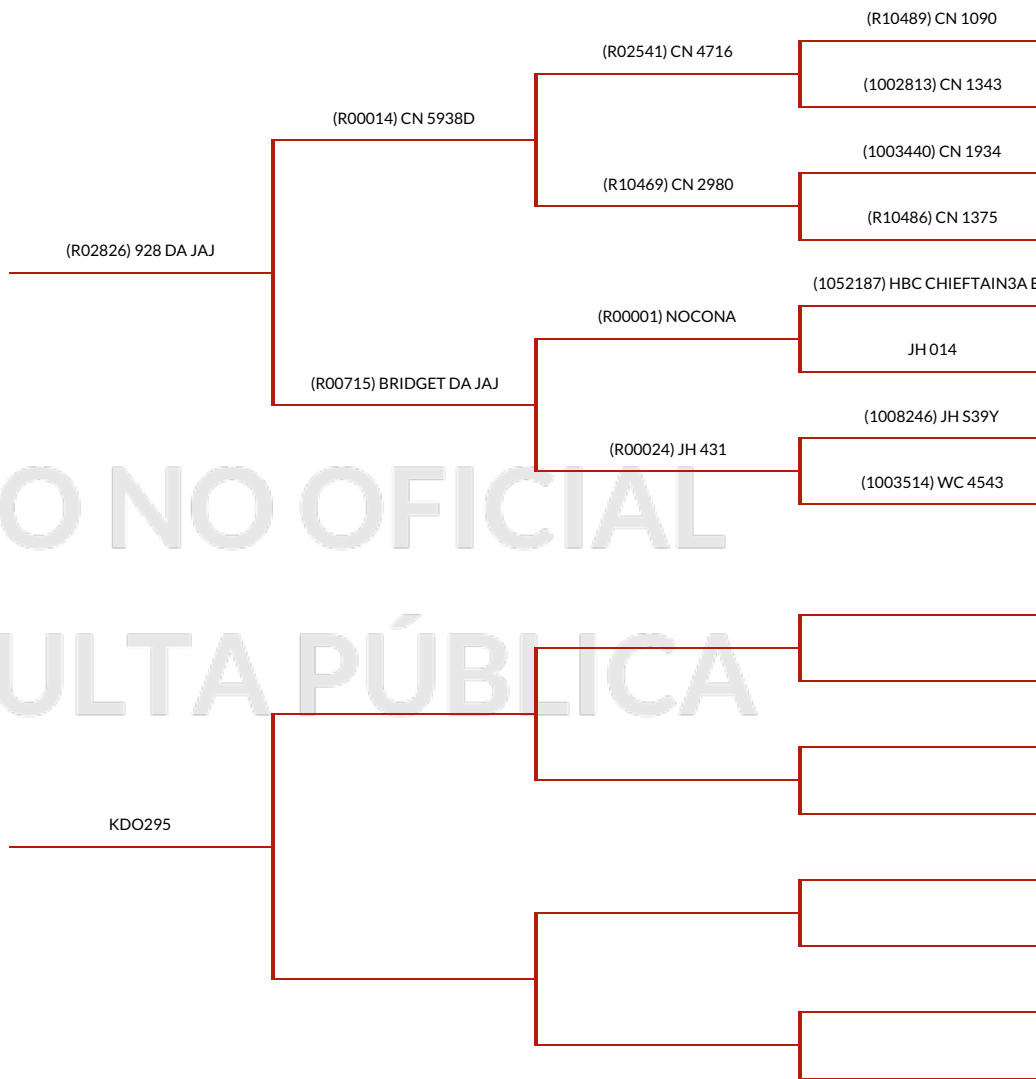 (R10489) CN 1090
(R02541) CN 4716
(1002813) CN 1343
(R00014) CN 5938D
(1003440) CN 1934
(R10469) CN 2980
(R10486) CN 1375
(R02826) 928 DA JAJ
(1052187) HBC CHIEFTAIN3A
(R00001) NOCONA
JH 014
(R00715) BRIDGET DA JAJ
(1008246) JH S39Y
(R00024) JH 431
(1003514) WC 4543
O NO OFICIAL
ULTA PÚBLICA
KDO295